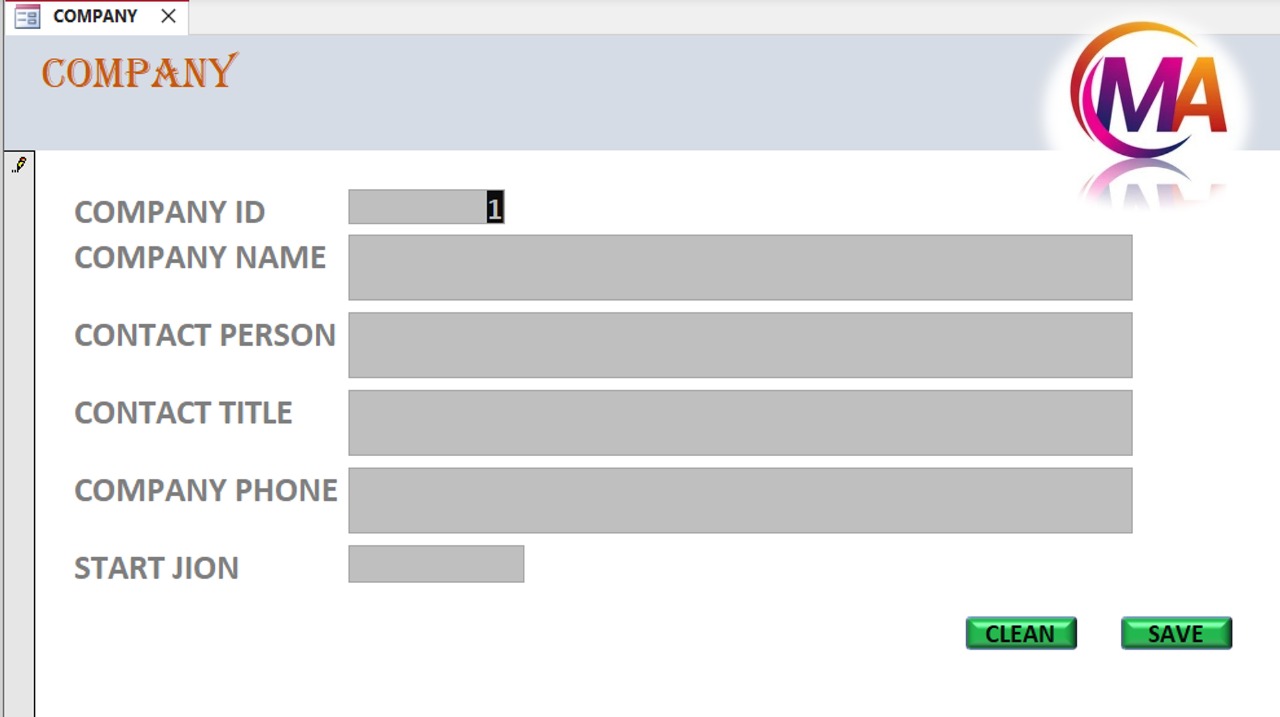 COMPANY
COMPANY
MA
COMPANY ID 1
COMPANY NAME
CONTACT PERSON
CONTACT TITLE
COMPANY PHONE
START JION
CLEAN SAVE